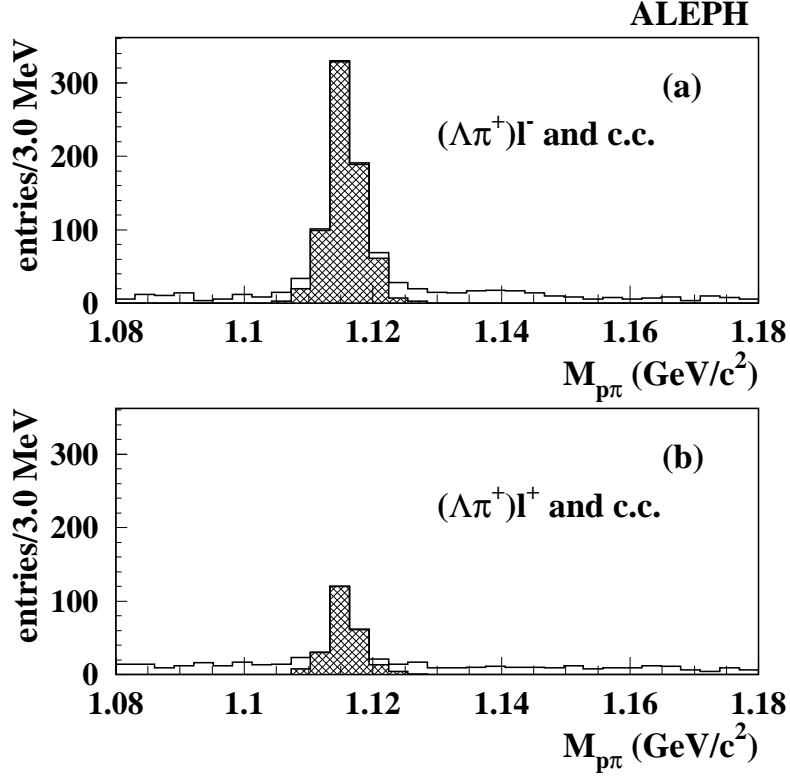 ALEPH
entries/3.0 MeV
300
200
100
0
(a)
(Λπ⁺)l⁻ and c.c.
1.08 1.1 1.12 1.14 1.16 1.18
M_pπ (GeV/c²)
entries/3.0 MeV
300
200
100
0
(b)
(Λπ⁺)l⁺ and c.c.
1.08 1.1 1.12 1.14 1.16 1.18
M_pπ (GeV/c²)